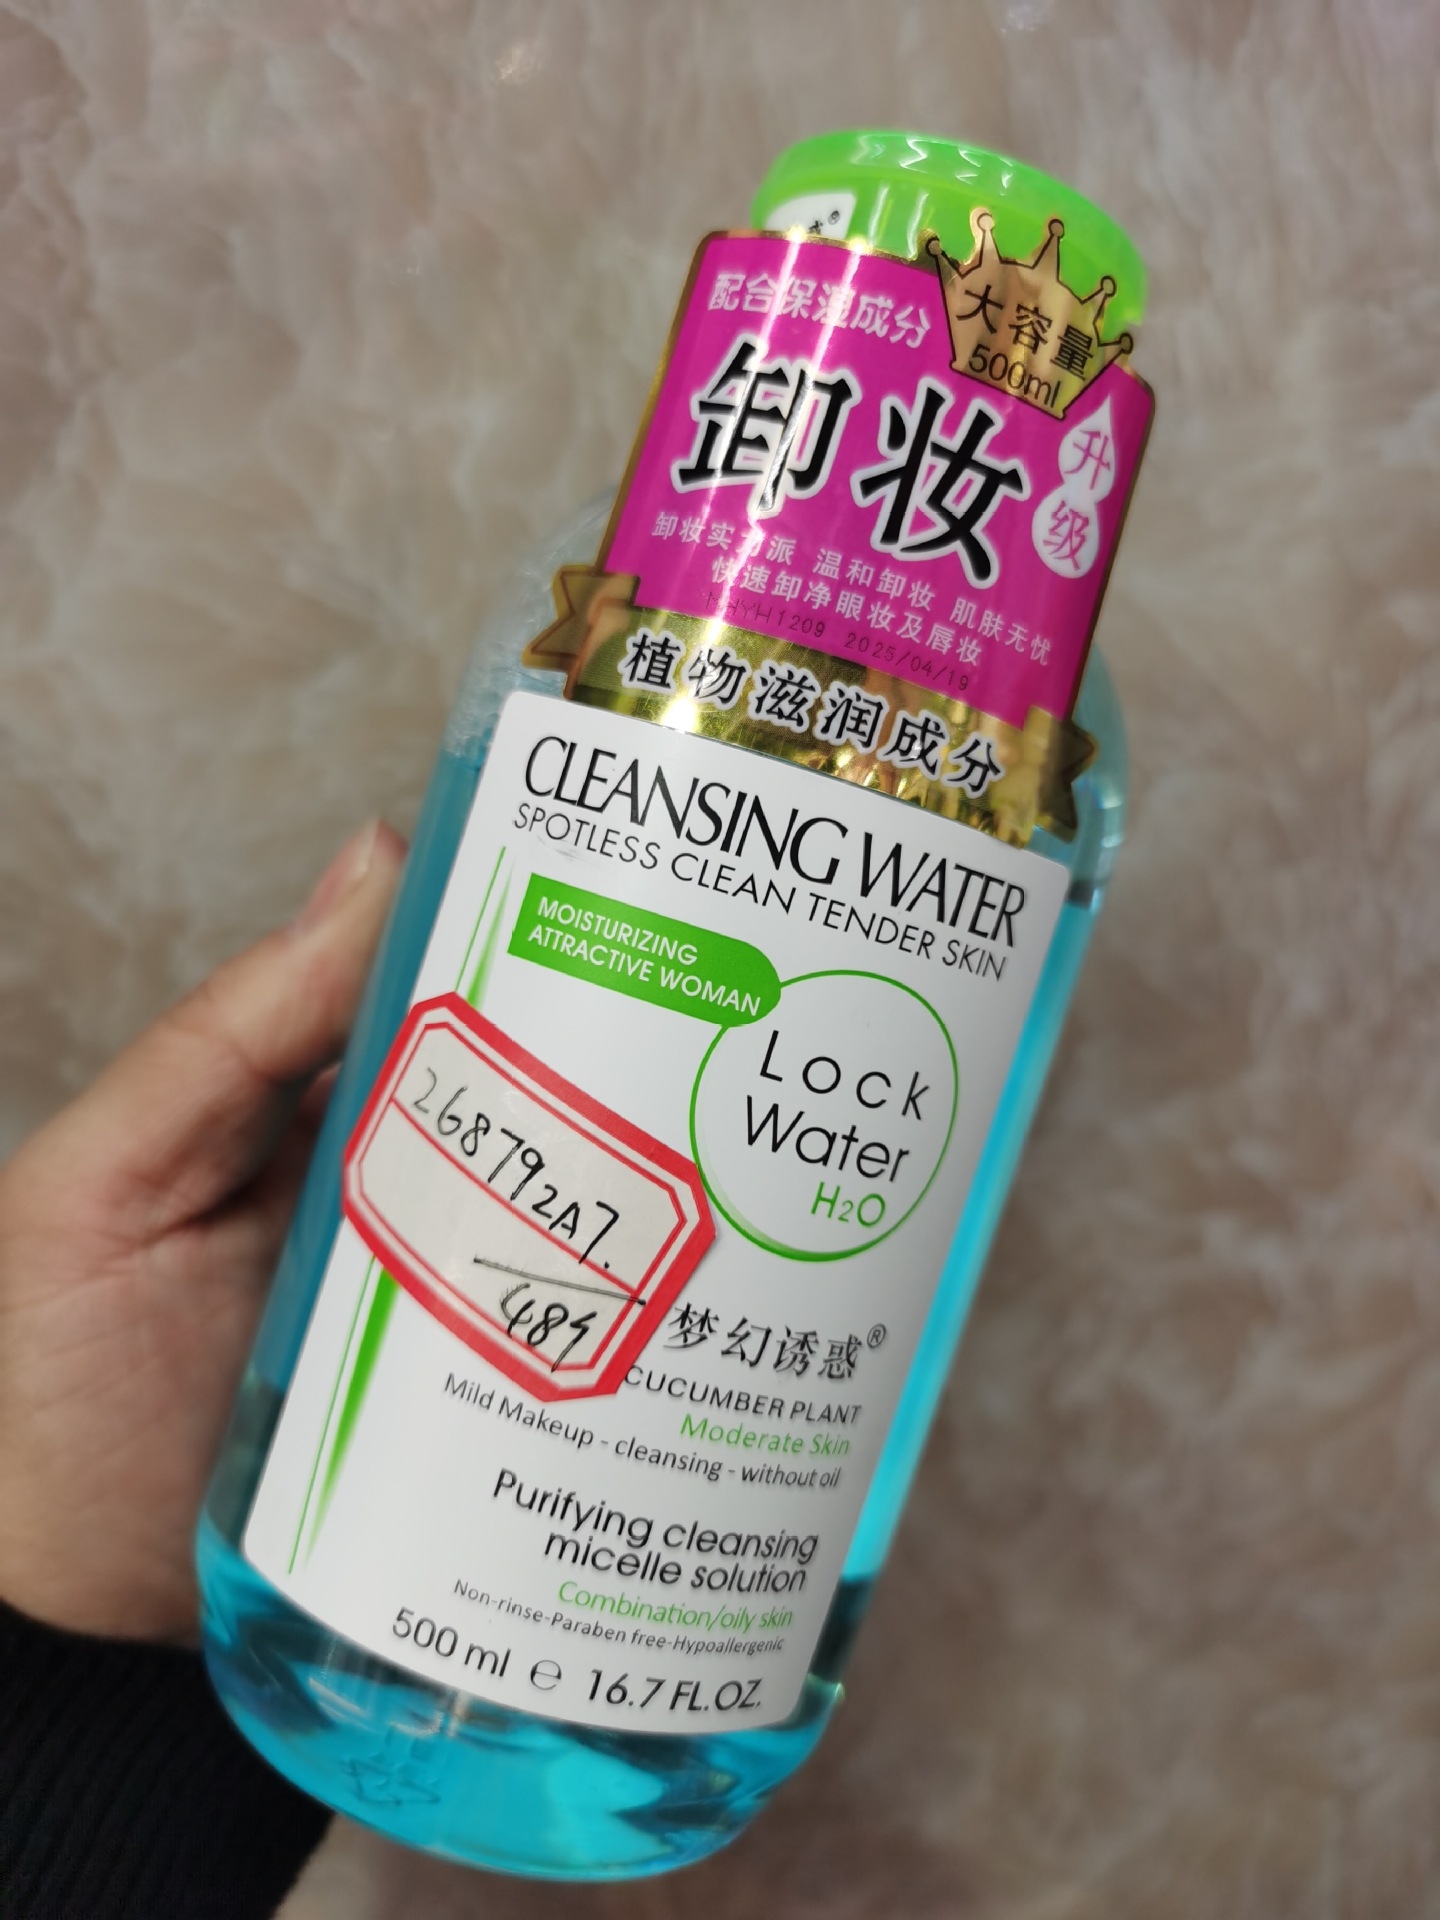 大容量
500ml
配合保湿成分
卸妆
升级
卸妆实力派 温和卸妆 肌肤无忧
快速卸净眼妆及唇妆
MHYH1209 2025/04/19
植物滋润成分
CLEANSING WATER
SPOTLESS CLEAN TENDER SKIN
MOISTURIZING
ATTRACTIVE WOMAN
Lock
Water
H2O
268792A7.
梦幻诱惑®
CUCUMBER PLANT
Moderate Skin
Mild Makeup - cleansing - without oil
Purifying cleansing
micelle solution
Combination/oily skin
Non-rinse-Paraben free-Hypoallergenic
500 ml ℮ 16.7 FL.OZ.